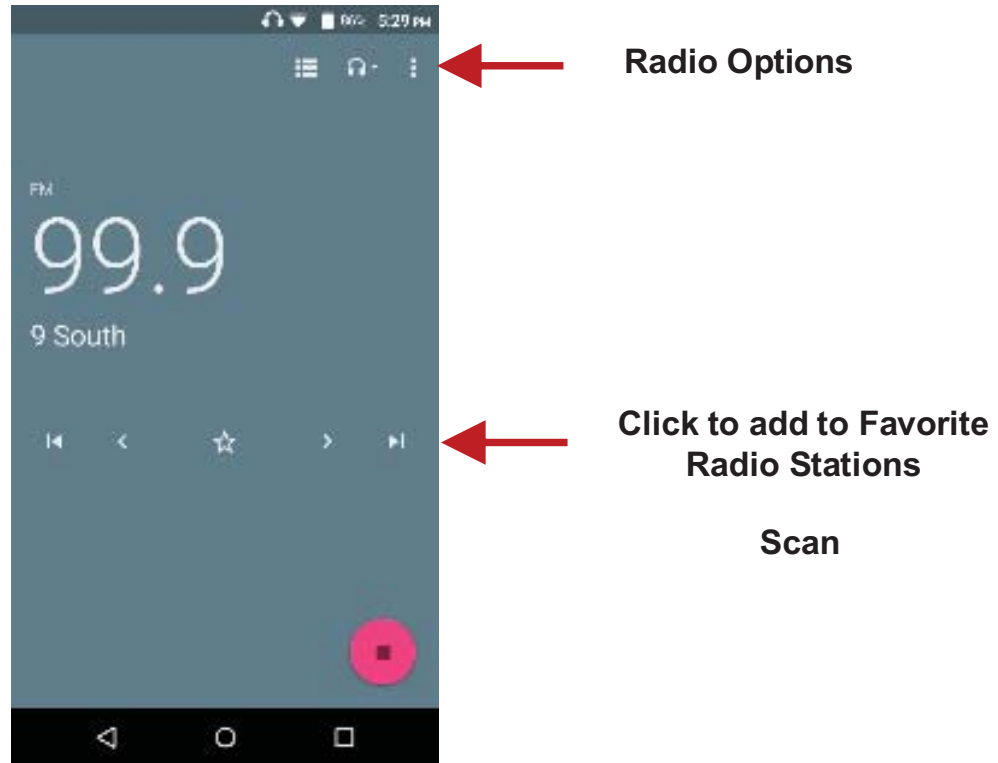 5:29 PM
Radio Options
FM
99.9
9 South
Click to add to Favorite
Radio Stations
Scan